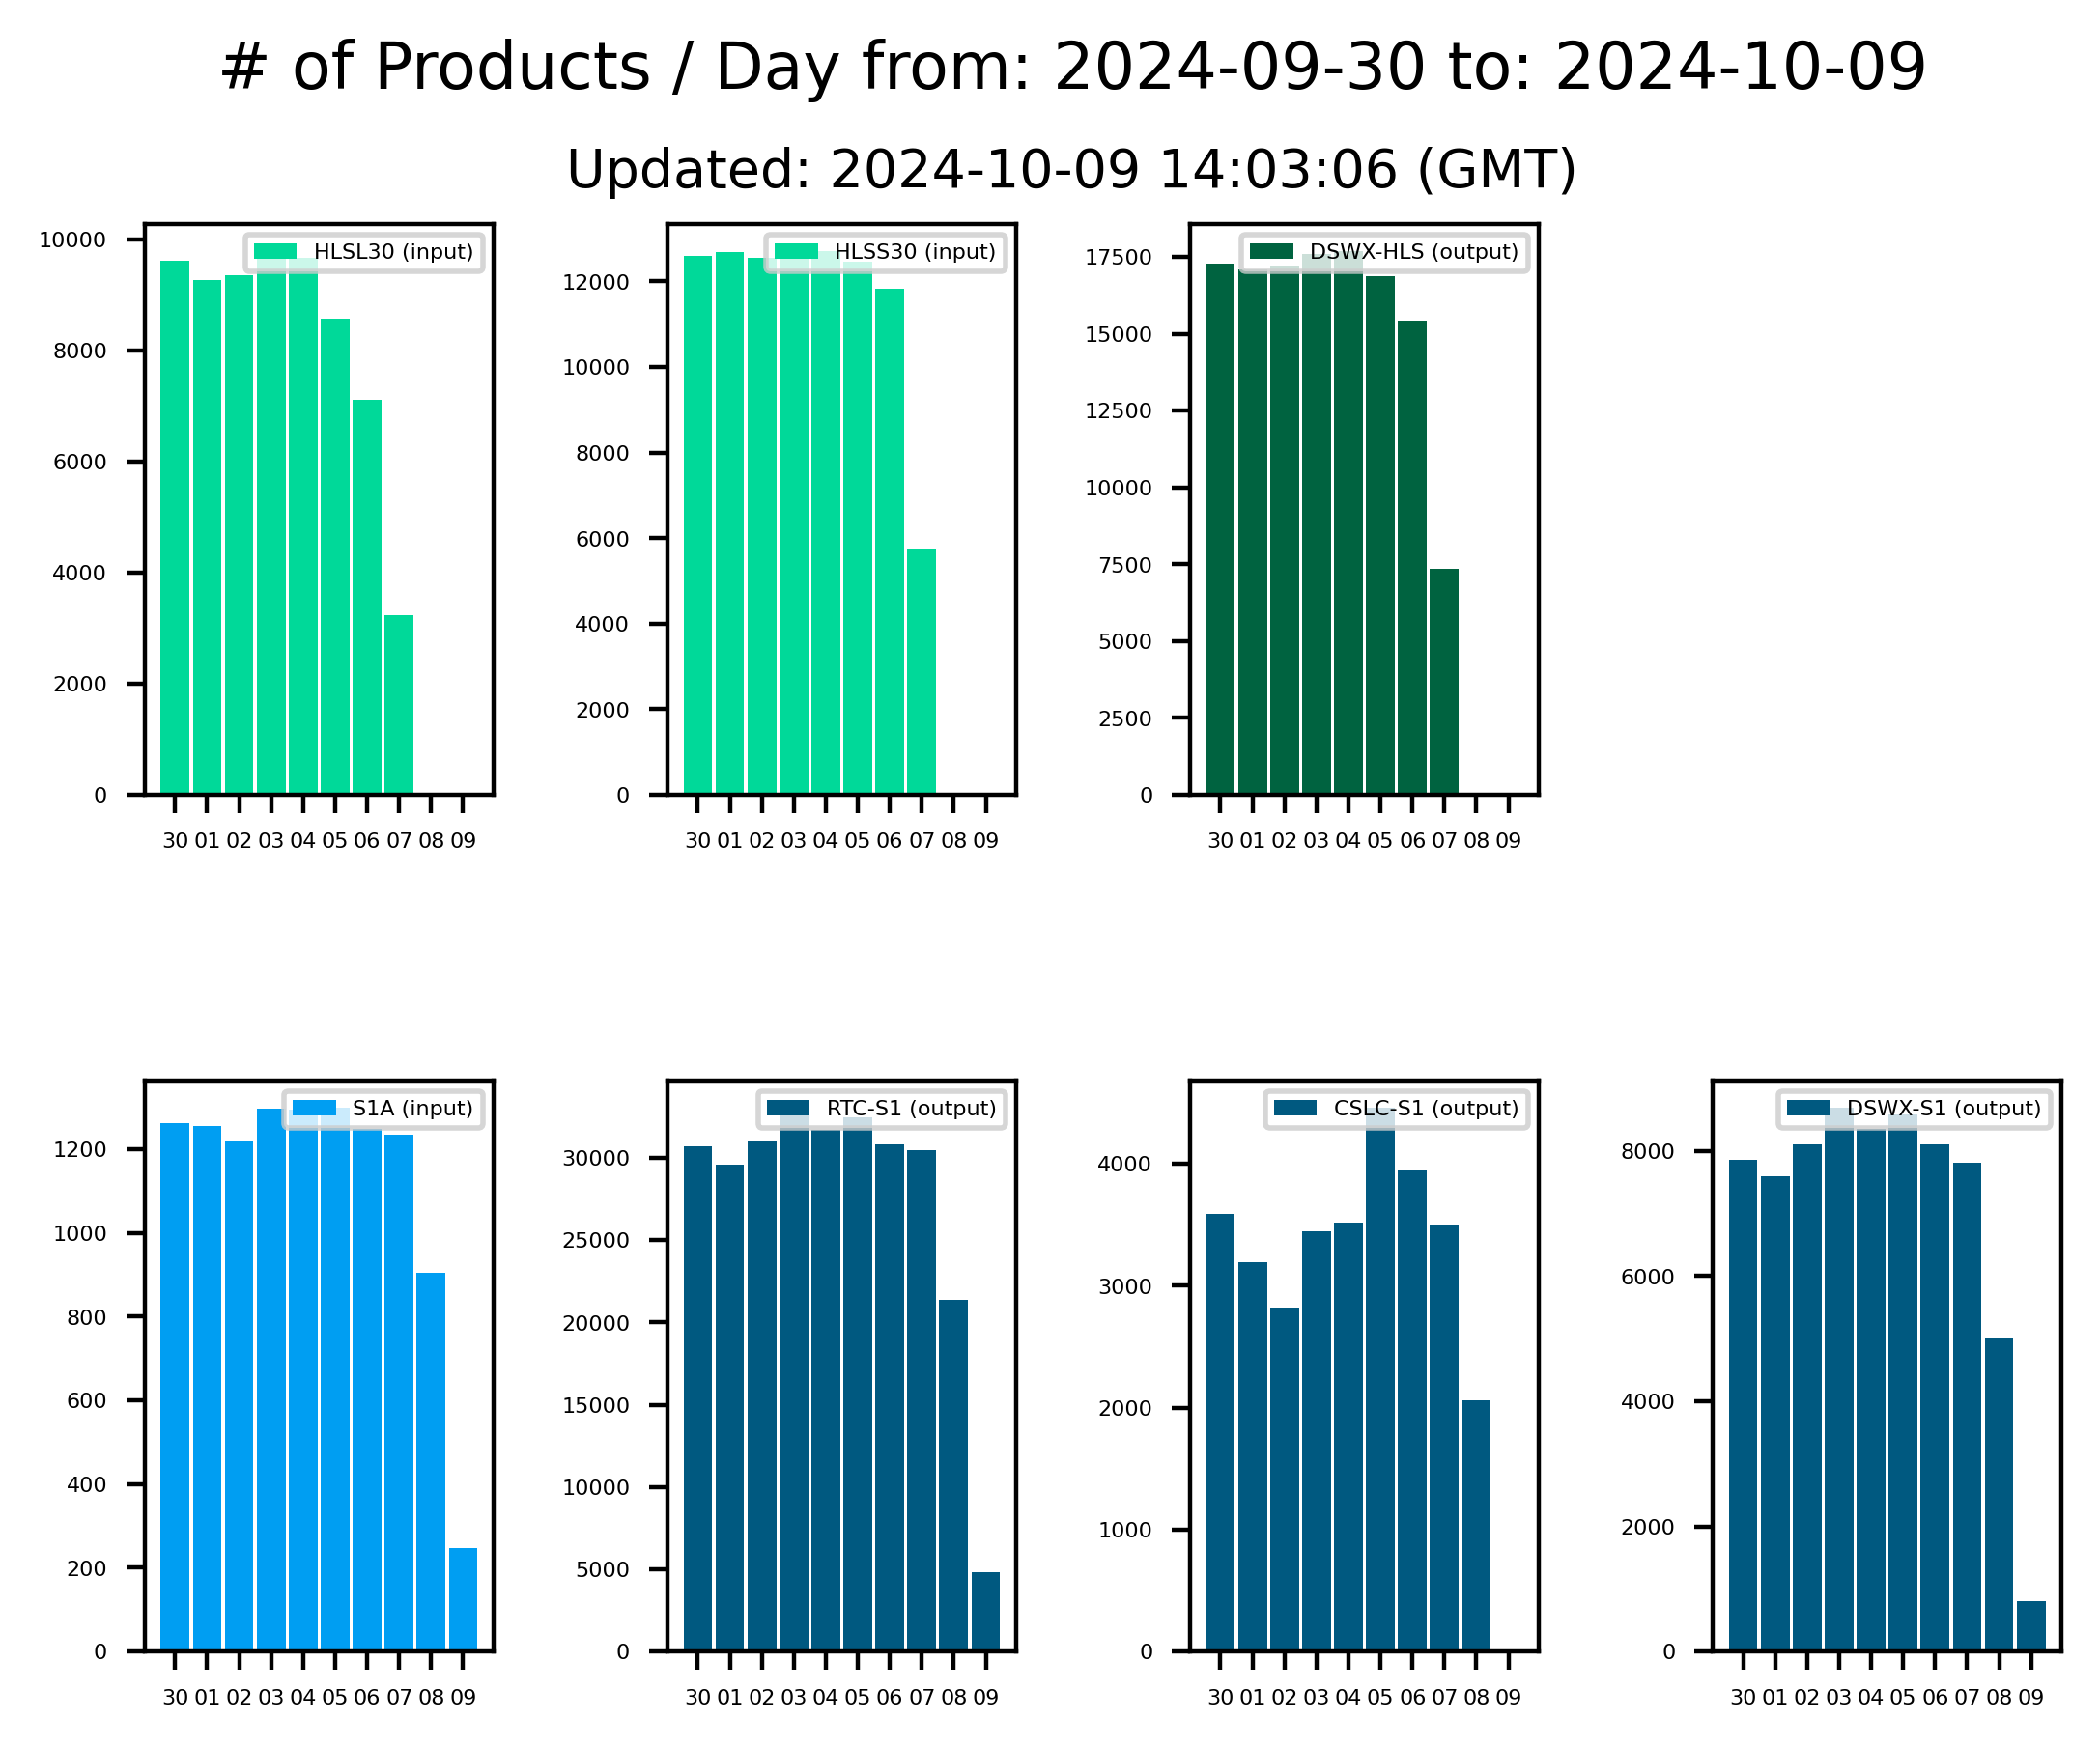 # of Products / Day from: 2024-09-30 to: 2024-10-09
Updated: 2024-10-09 14:03:06 (GMT)
HLSL30 (input)
10000
8000
6000
4000
2000
0
30 01 02 03 04 05 06 07 08 09
HLSS30 (input)
12000
10000
8000
6000
4000
2000
0
30 01 02 03 04 05 06 07 08 09
DSWX-HLS (output)
17500
15000
12500
10000
7500
5000
2500
0
30 01 02 03 04 05 06 07 08 09
S1A (input)
1200
1000
800
600
400
200
0
30 01 02 03 04 05 06 07 08 09
RTC-S1 (output)
30000
25000
20000
15000
10000
5000
0
30 01 02 03 04 05 06 07 08 09
CSLC-S1 (output)
4000
3000
2000
1000
0
30 01 02 03 04 05 06 07 08 09
DSWX-S1 (output)
8000
6000
4000
2000
0
30 01 02 03 04 05 06 07 08 09